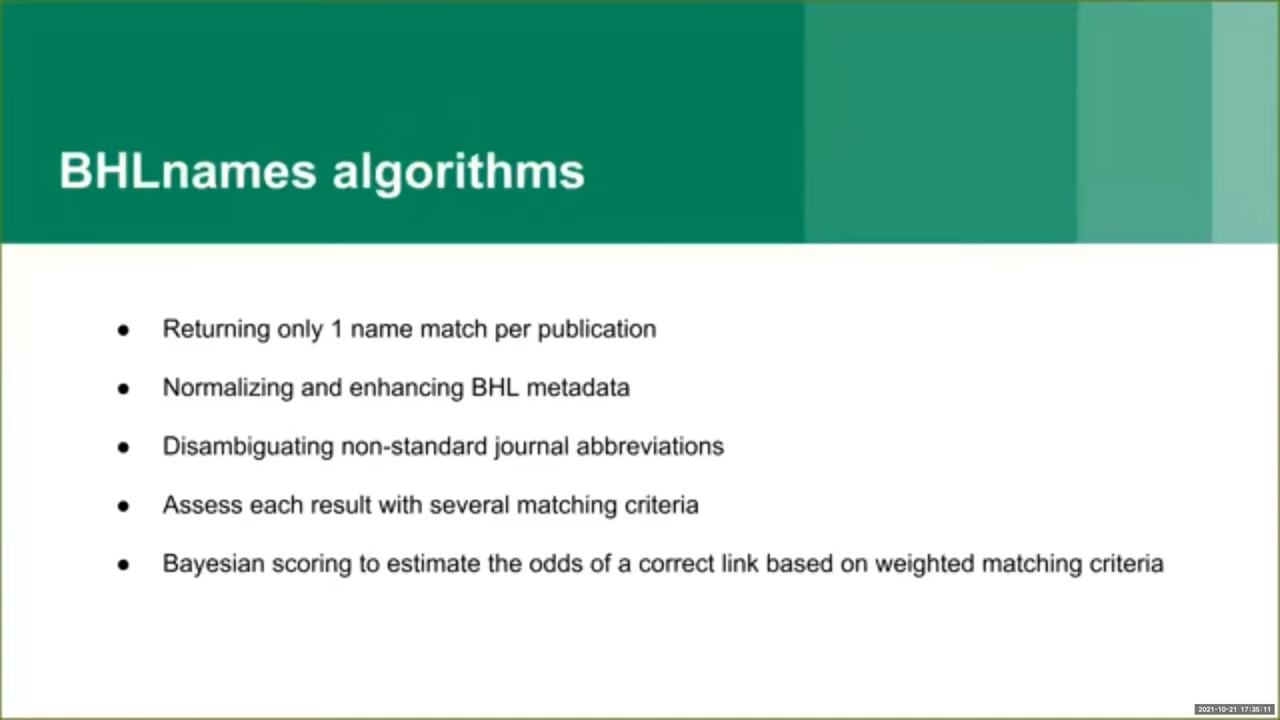 BHLnames algorithms
● Returning only 1 name match per publication
● Normalizing and enhancing BHL metadata
● Disambiguating non-standard journal abbreviations
● Assess each result with several matching criteria
● Bayesian scoring to estimate the odds of a correct link based on weighted matching criteria
2021-10-21 17:35:11